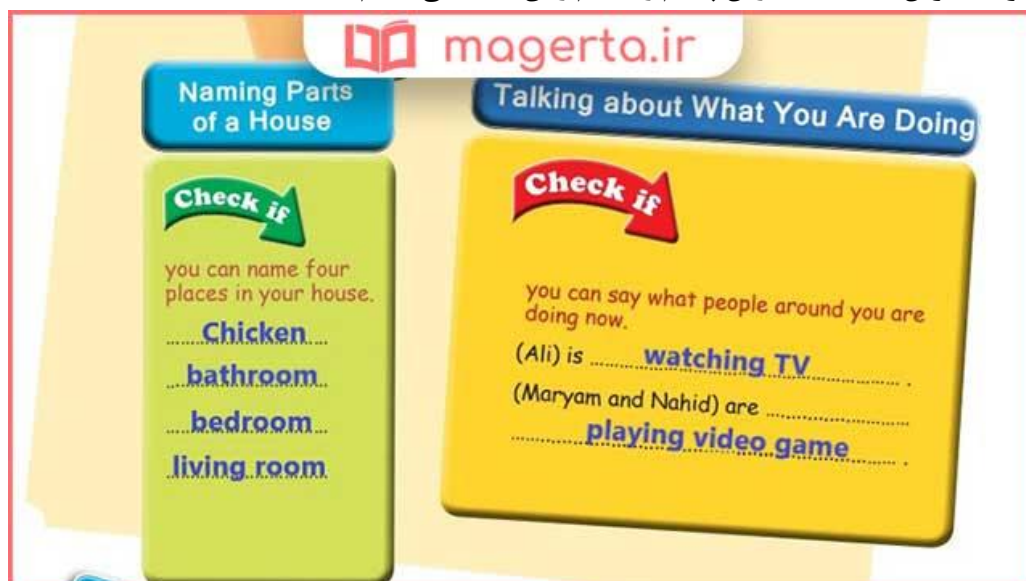 magerta.ir
Naming Parts
of a House
Check if
you can name four
places in your house.
Chicken
bathroom
bedroom
living room
Talking about What You Are Doing
Check if
you can say what people around you are
doing now.
(Ali) is watching TV .
(Maryam and Nahid) are
playing video game .